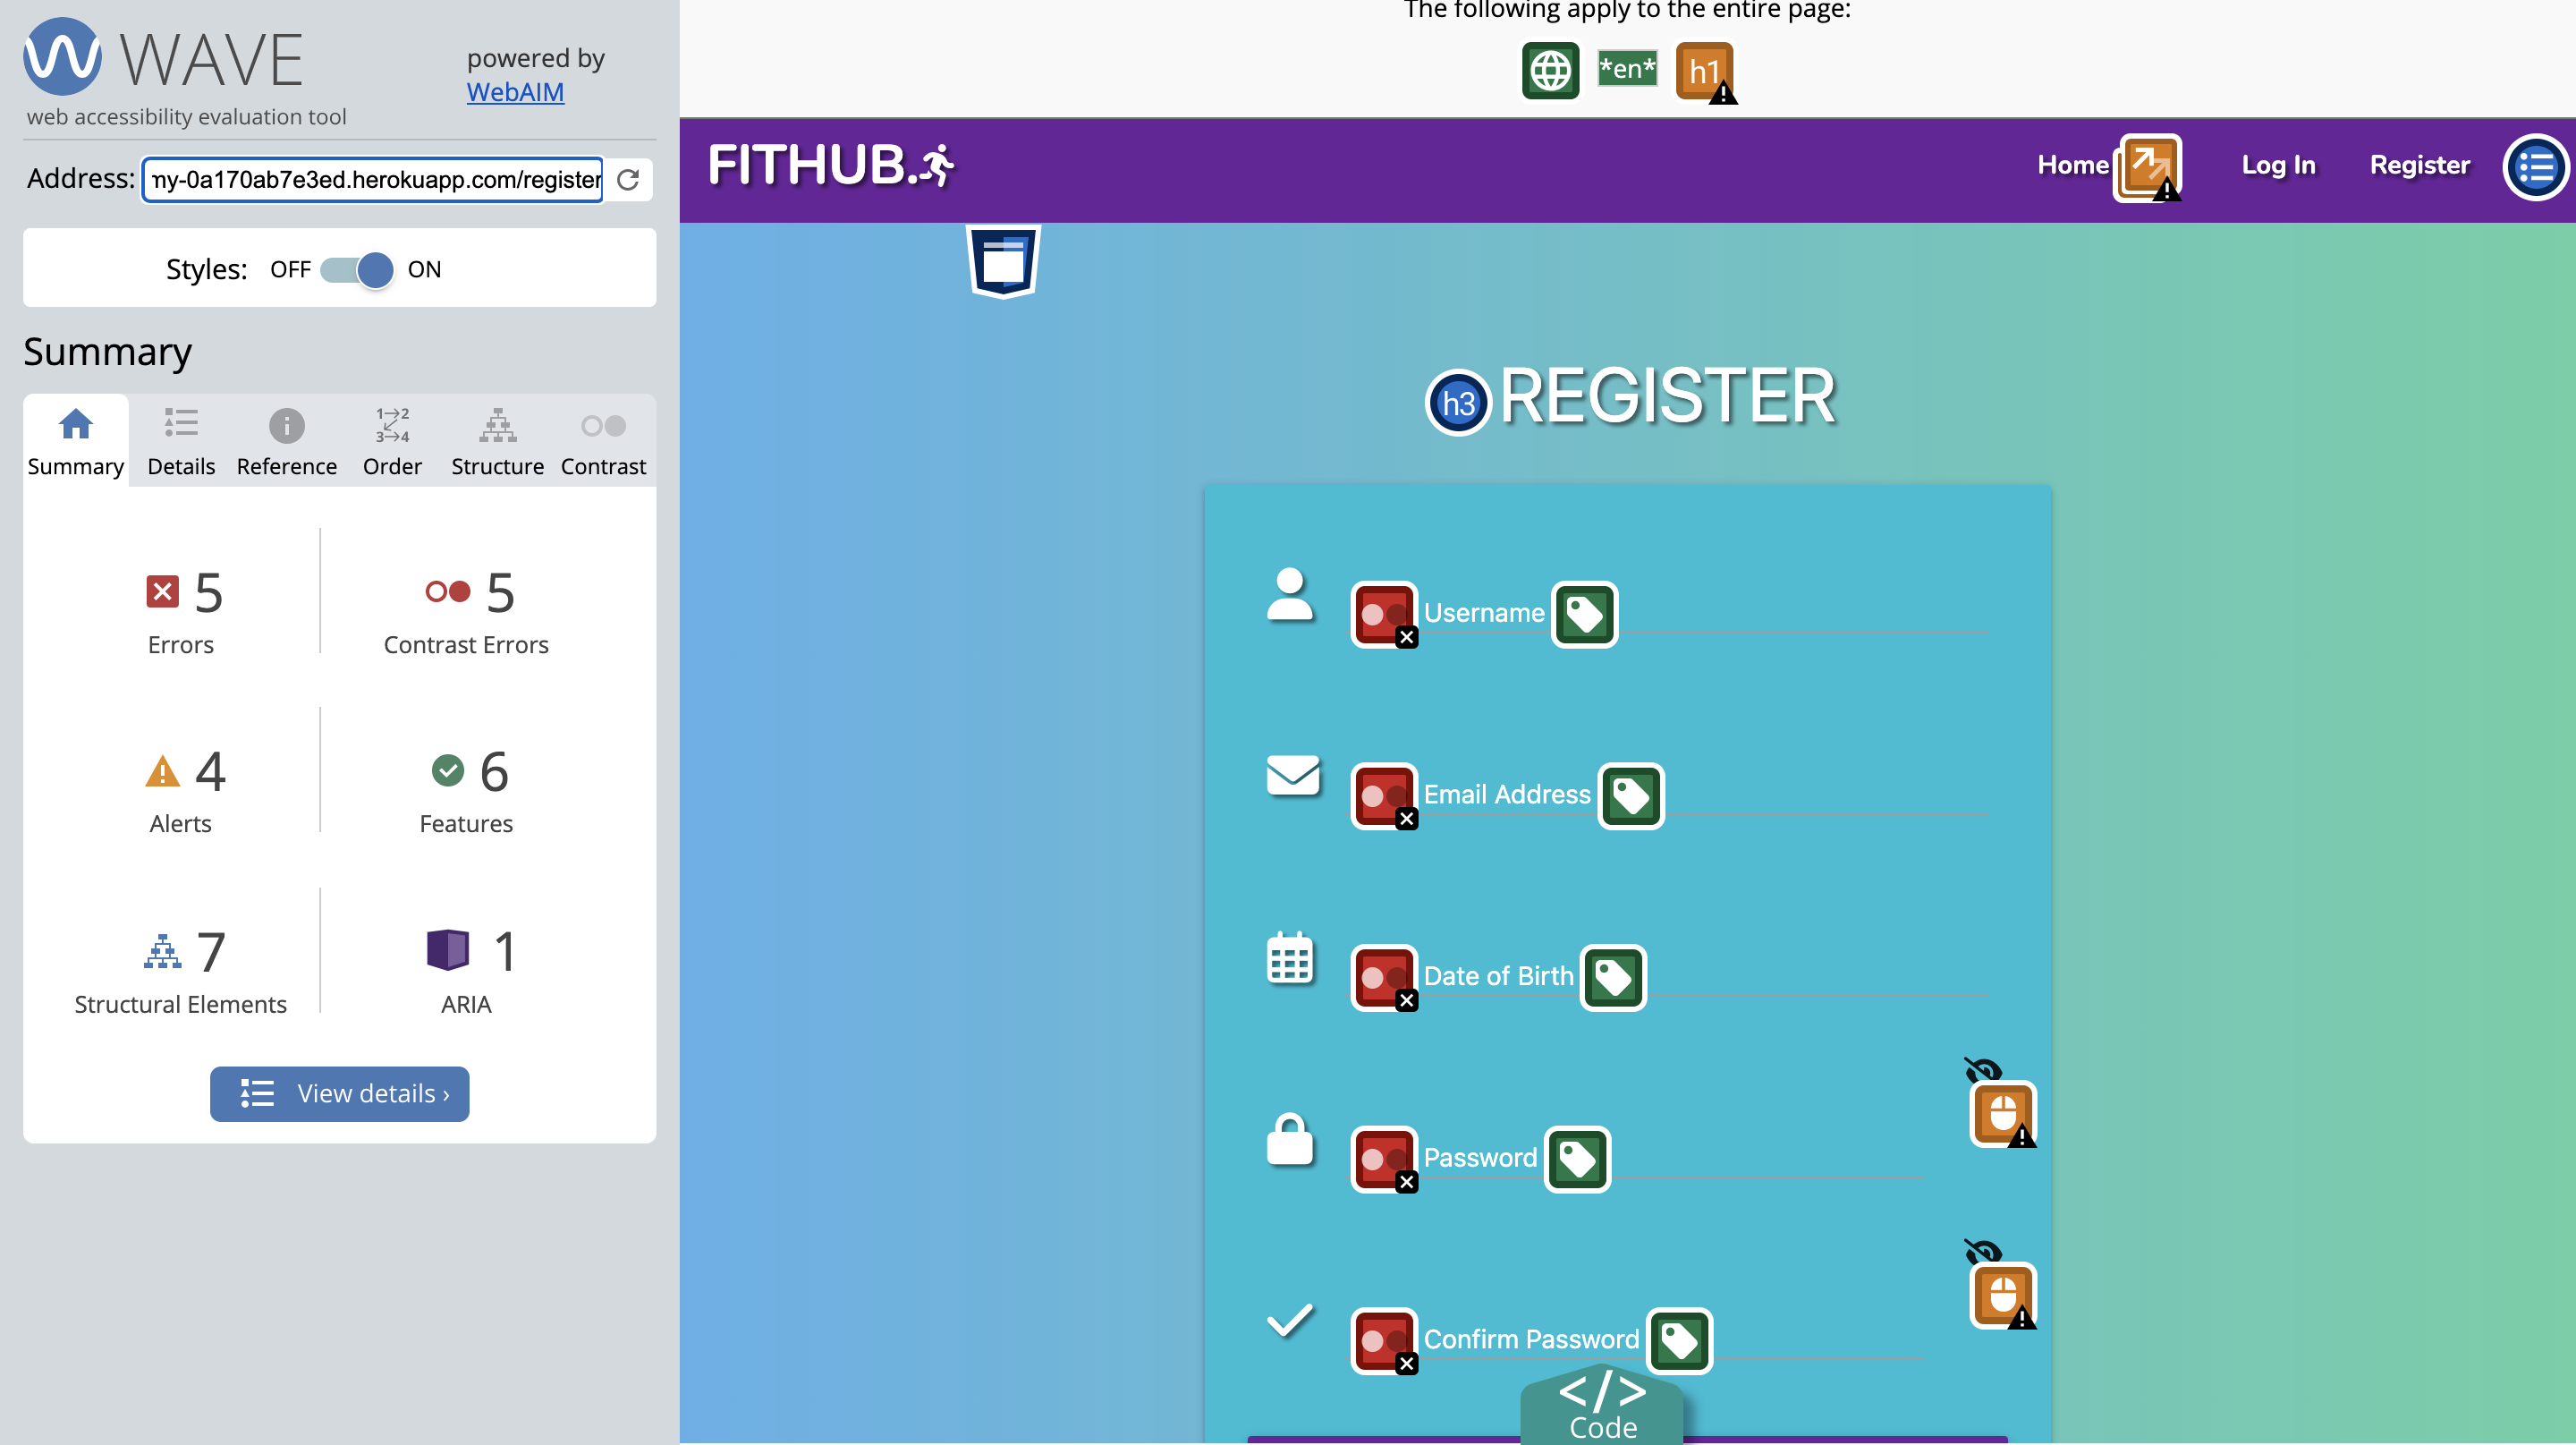 WAVE
powered by
WebAIM
web accessibility evaluation tool
Address: my-0a170ab7e3ed.herokuapp.com/register
Styles: OFF ON
Summary
Summary Details Reference Order Structure Contrast
5 Errors
5 Contrast Errors
4 Alerts
6 Features
7 Structural Elements
1 ARIA
View details ›
The following apply to the entire page:
*en* h1
FITHUB. Home Log In Register
h3 REGISTER
Username
Email Address
Date of Birth
Password
Confirm Password
</>
Code